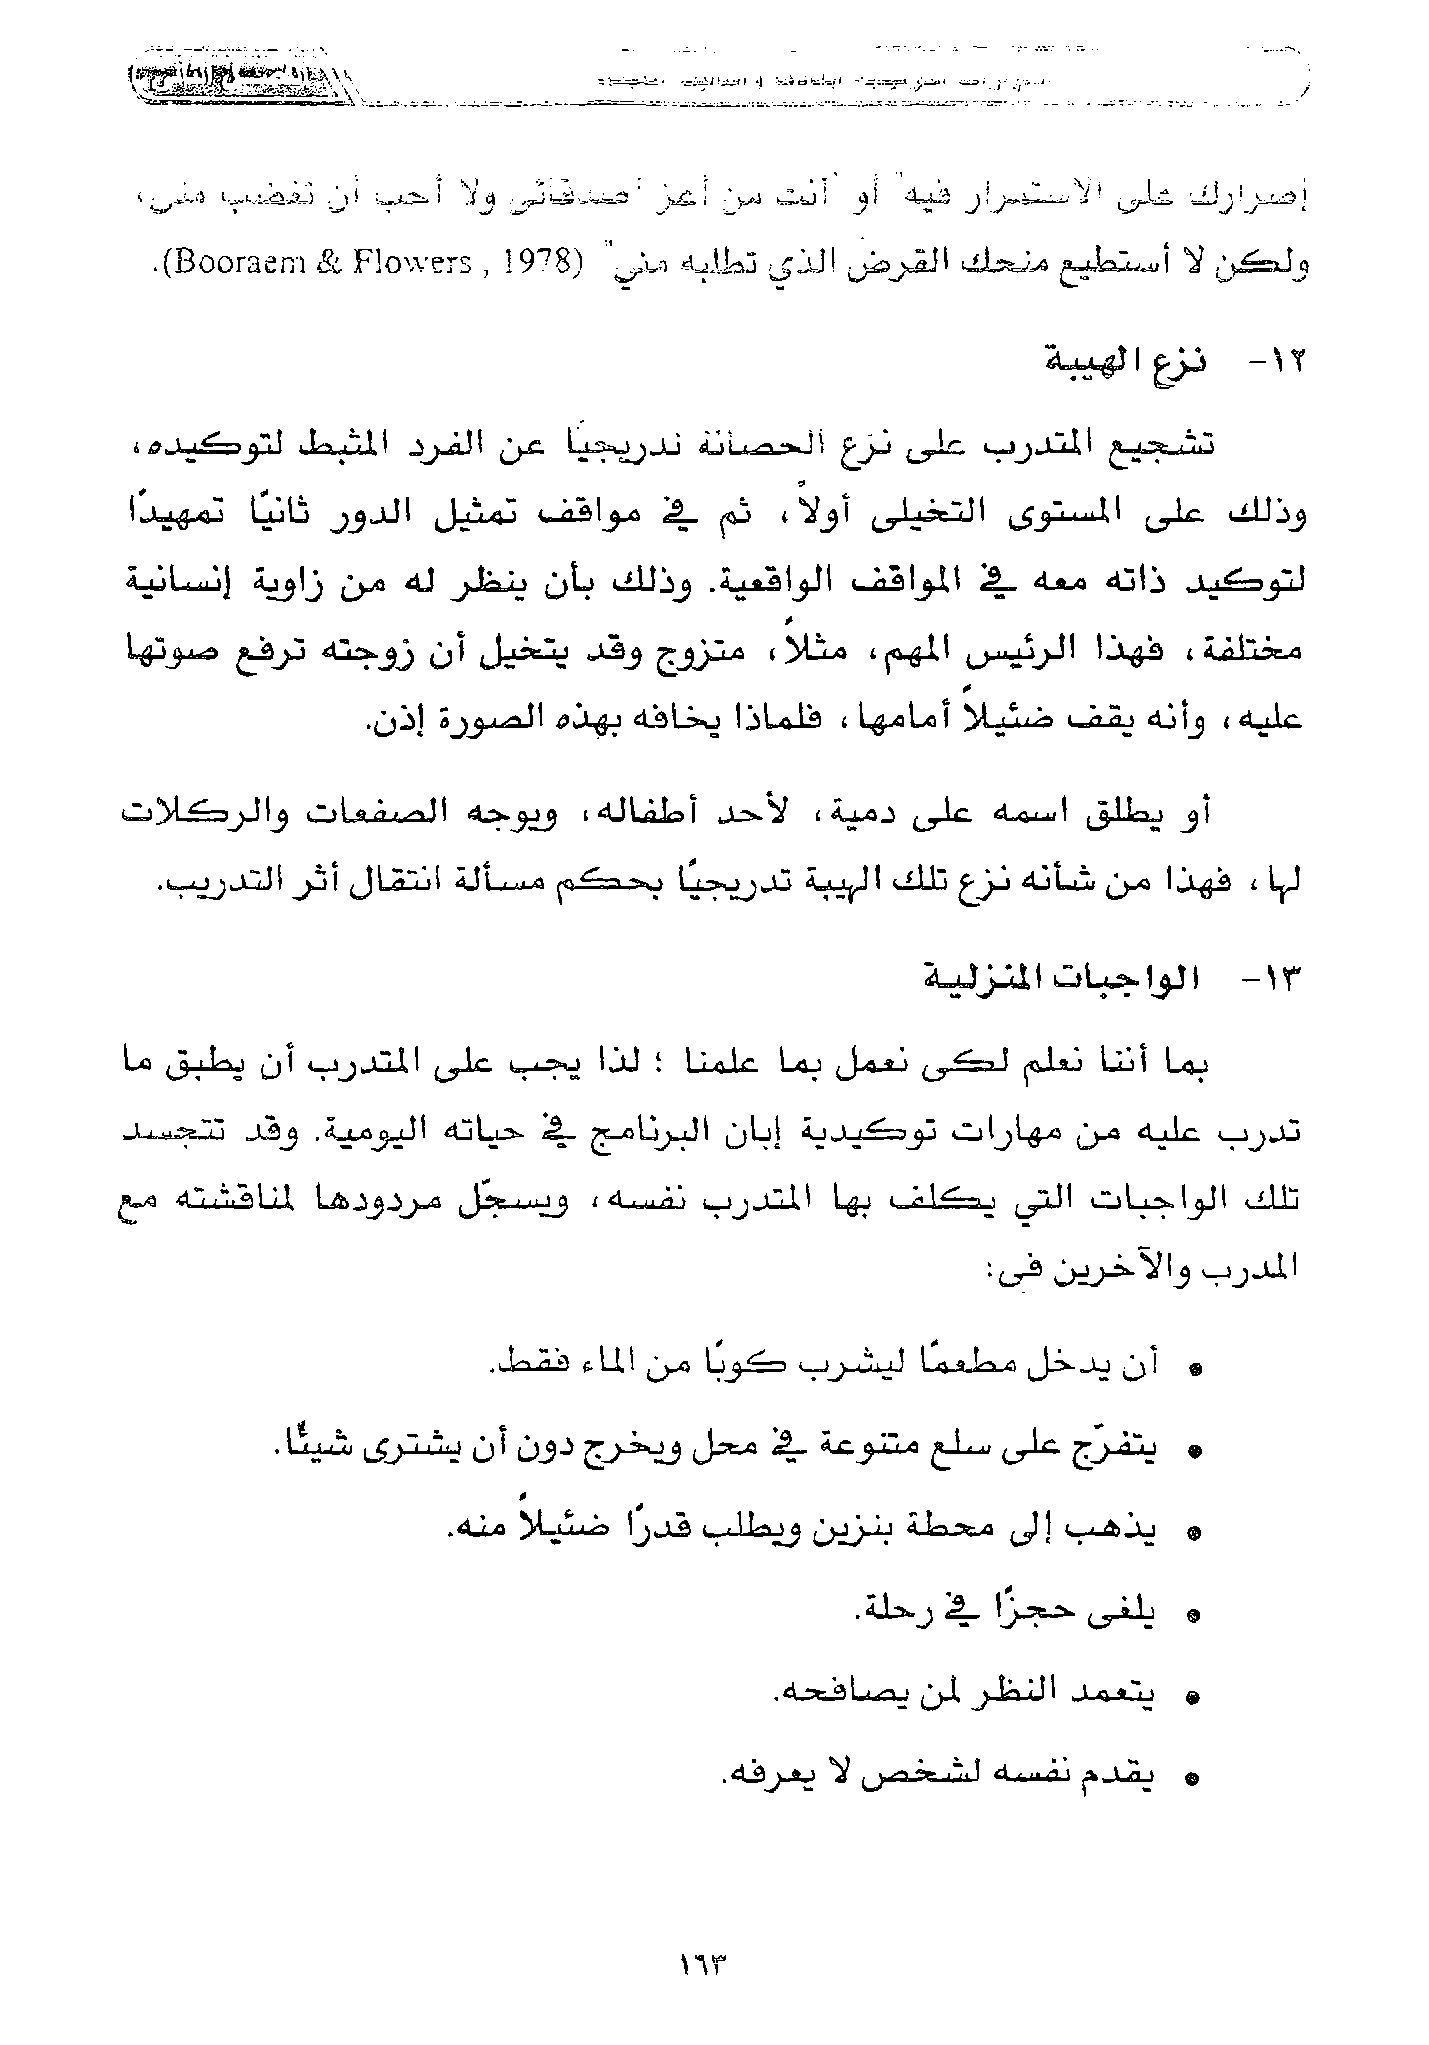 إصرارك على الاستمرار فيه" أو "أنت من أعز أصدقائي ولا أحب أن تغضب مني،
ولكن لا أستطيع منحك القرض الذي تطلبه مني" (Booraem & Flowers , 1978).
١٢- نزع الهيبة
تشجيع المتدرب على نزع الحصانة تدريجيًا عن الفرد المثبط لتوكيده،
وذلك على المستوى التخيلى أولاً، ثم في مواقف تمثيل الدور ثانيًا تمهيدًا
لتوكيد ذاته معه في المواقف الواقعية. وذلك بأن ينظر له من زاوية إنسانية
مختلفة، فهذا الرئيس المهم، مثلاً، متزوج وقد يتخيل أن زوجته ترفع صوتها
عليه، وأنه يقف ضئيلاً أمامها، فلماذا يخافه بهذه الصورة إذن.
أو يطلق اسمه على دمية، لأحد أطفاله، ويوجه الصفعات والركلات
لها، فهذا من شأنه نزع تلك الهيبة تدريجيًا بحكم مسألة انتقال أثر التدريب.
١٣- الواجبات المنزلية
بما أننا نعلم لكى نعمل بما علمنا ؛ لذا يجب على المتدرب أن يطبق ما
تدرب عليه من مهارات توكيدية إبان البرنامج في حياته اليومية. وقد تتجسد
تلك الواجبات التي يكلف بها المتدرب نفسه، ويسجّل مردودها لمناقشته مع
المدرب والآخرين فى:
• أن يدخل مطعمًا ليشرب كوبًا من الماء فقط.
• يتفرّج على سلع متنوعة في محل ويخرج دون أن يشترى شيئًا.
• يذهب إلى محطة بنزين ويطلب قدرًا ضئيلاً منه.
• يلغى حجزًا في رحلة.
• يتعمد النظر لمن يصافحه.
• يقدم نفسه لشخص لا يعرفه.
١٦٣